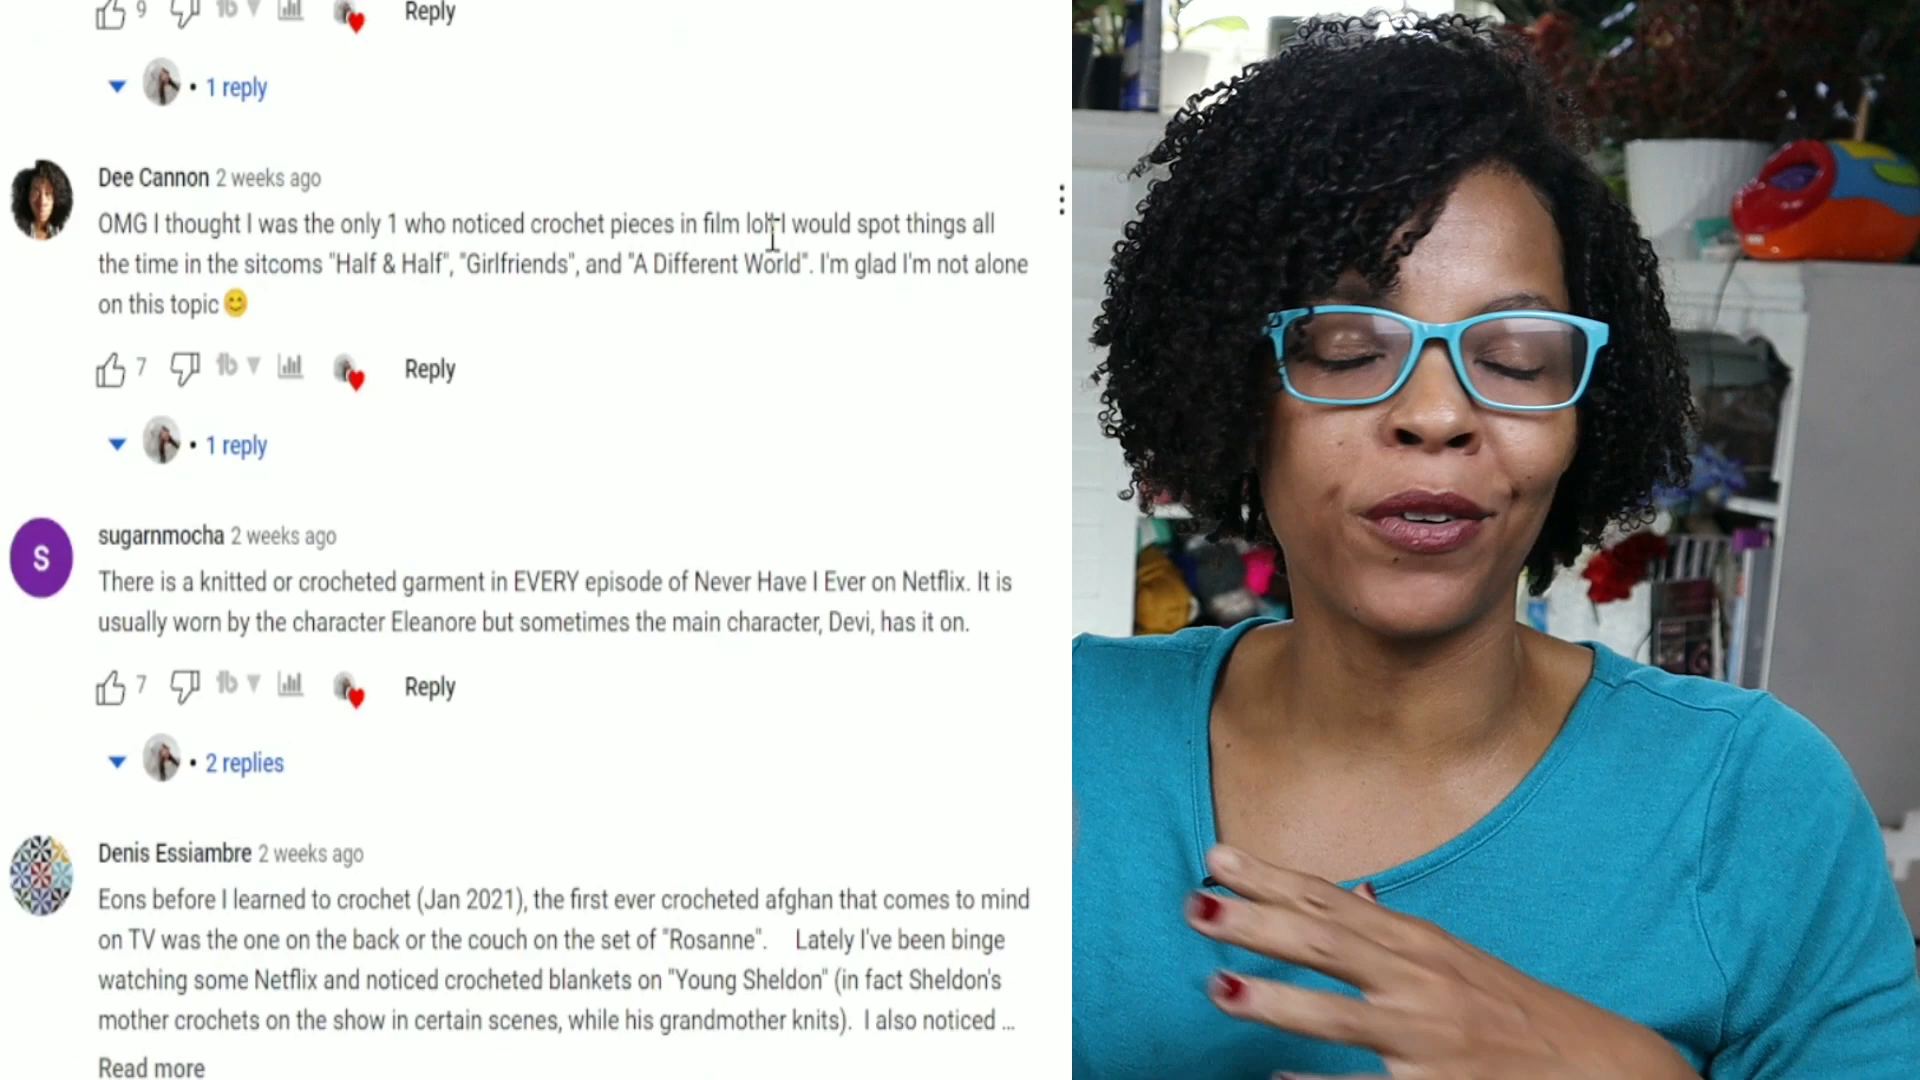 9 Reply
1 reply
Dee Cannon 2 weeks ago
OMG I thought I was the only 1 who noticed crochet pieces in film lol! I would spot things all
the time in the sitcoms "Half & Half", "Girlfriends", and "A Different World". I'm glad I'm not alone
on this topic😊
7 Reply
1 reply
S
sugarnmocha 2 weeks ago
There is a knitted or crocheted garment in EVERY episode of Never Have I Ever on Netflix. It is
usually worn by the character Eleanore but sometimes the main character, Devi, has it on.
7 Reply
2 replies
Denis Essiambre 2 weeks ago
Eons before I learned to crochet (Jan 2021), the first ever crocheted afghan that comes to mind
on TV was the one on the back or the couch on the set of "Rosanne". Lately I've been binge
watching some Netflix and noticed crocheted blankets on "Young Sheldon" (in fact Sheldon's
mother crochets on the show in certain scenes, while his grandmother knits). I also noticed ...
Read more